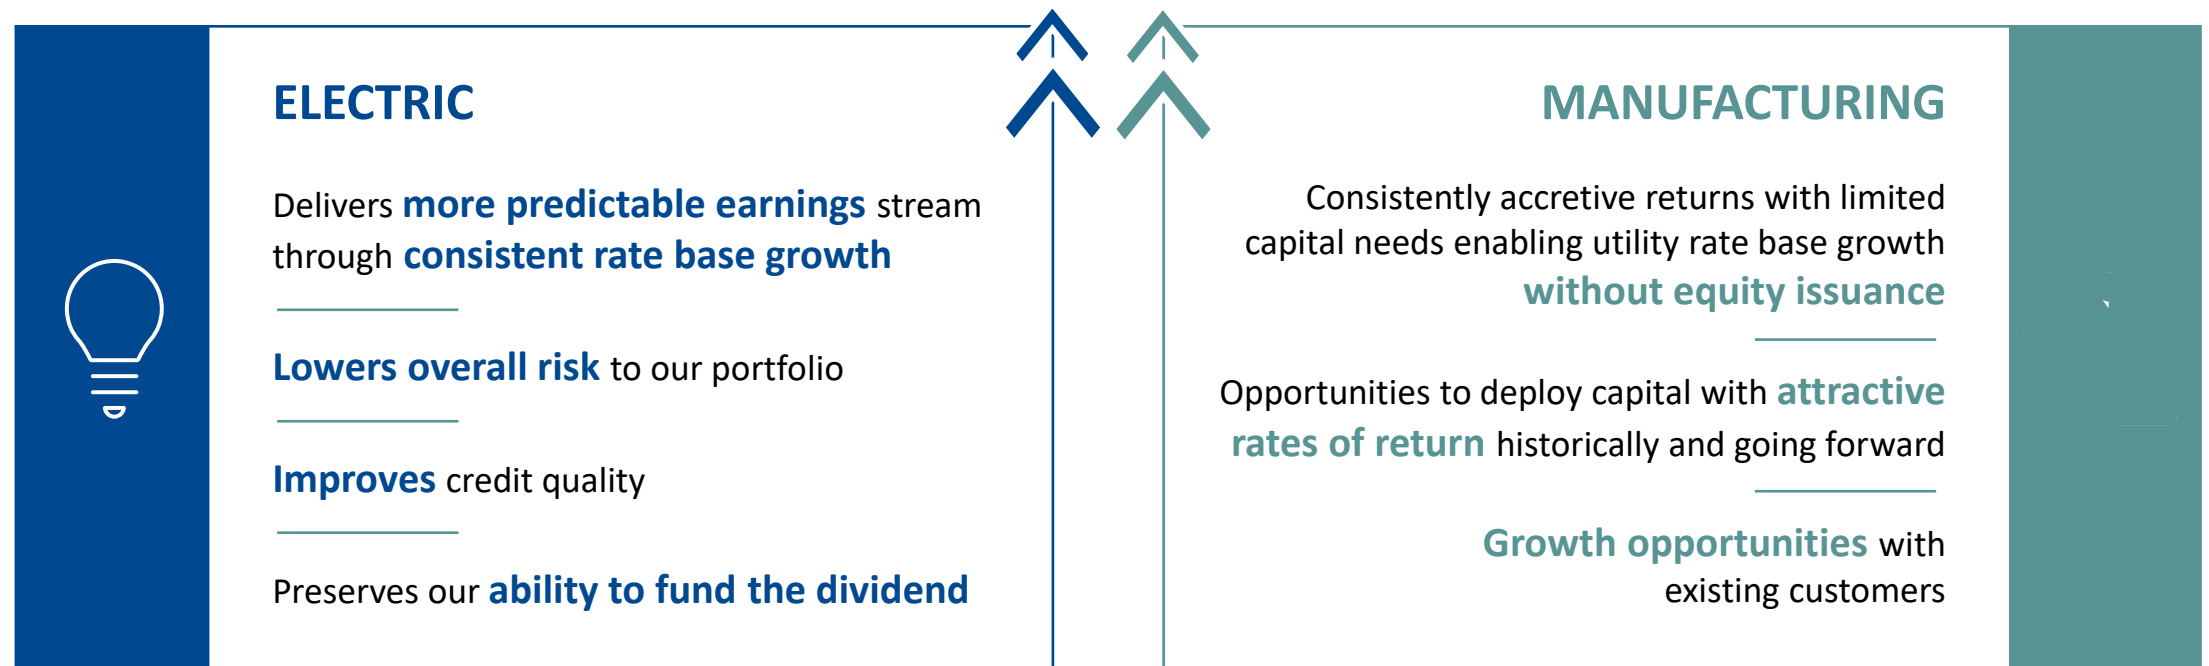 ELECTRIC
Delivers more predictable earnings stream
through consistent rate base growth
Lowers overall risk to our portfolio
Improves credit quality
Preserves our ability to fund the dividend
MANUFACTURING
Consistently accretive returns with limited
capital needs enabling utility rate base growth
without equity issuance
Opportunities to deploy capital with attractive
rates of return historically and going forward
Growth opportunities with
existing customers